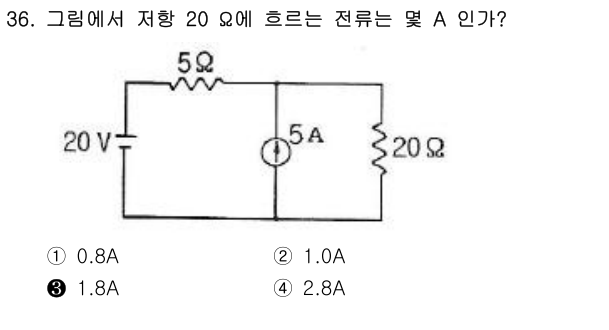 36. 그림에서 저항 20 Ω에 흐르는 전류는 몇 A 인가?
5Ω
20 V
5A
20 Ω
① 0.8A ② 1.0A
❸ 1.8A ④ 2.8A